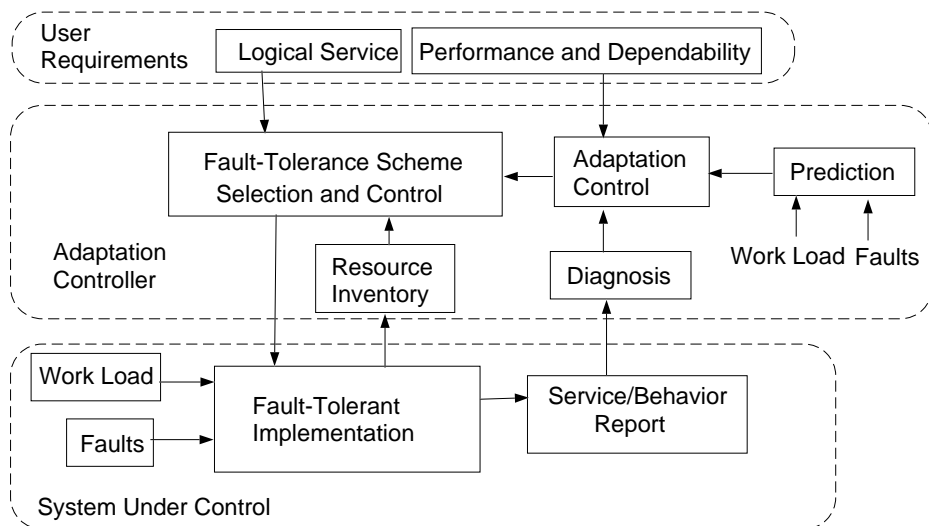 User
Requirements
Logical Service
Performance and Dependability
Fault-Tolerance Scheme
Selection and Control
Adaptation
Control
Prediction
Work Load
Faults
Adaptation
Controller
Resource
Inventory
Diagnosis
Work Load
Faults
Fault-Tolerant
Implementation
Service/Behavior
Report
System Under Control